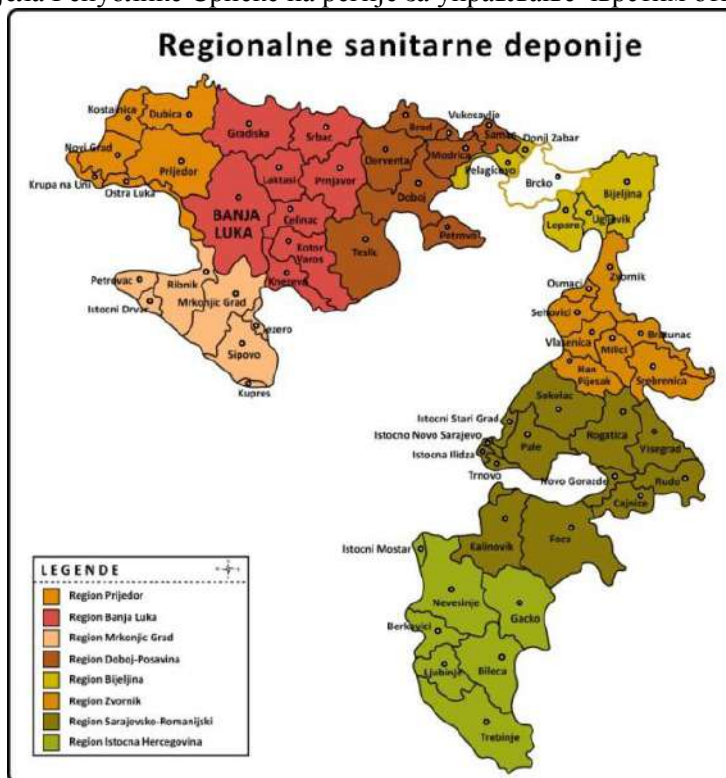 Regionalne sanitarne deponije
Kostajnica
Dubica
Novi Grad
Prijedor
Krupa na Uni
Ostra Luka
Gradiska
Srbac
Laktasi
Prnjavor
BANJA
LUKA
Celinac
Kotor
Varos
Knezevo
Brod
Vukosavlje
Samac
Donji Zabar
Derventa
Modrica
Pelagicevo
Doboj
Brcko
Bijeljina
Teslic
Petrovo
Lopare
Ugljevik
Petrovac
Ribnik
Mrkonjic Grad
Istocni Drvar
Jezero
Sipovo
Kupres
Zvornik
Osmaci
Sehovici
Vlasenica
Milici
Bratunac
Han
Pijesak
Srebrenica
Sokolac
Istocni Stari Grad
Istocno Novo Sarajevo
Istocna Ilidza
Pale
Rogatica
Visegrad
Trnovo
Novo Gorazde
Rudo
Cajnice
Kalinovik
Foca
Istocni Mostar
Nevesinje
Gacko
Berkovici
Ljubinje
Bileca
Trebinje
LEGENDE
Region Prijedor
Region Banja Luka
Region Mrkonjic Grad
Region Doboj-Posavina
Region Bijeljina
Region Zvornik
Region Sarajevsko-Romanijski
Region Istocna Hercegovina